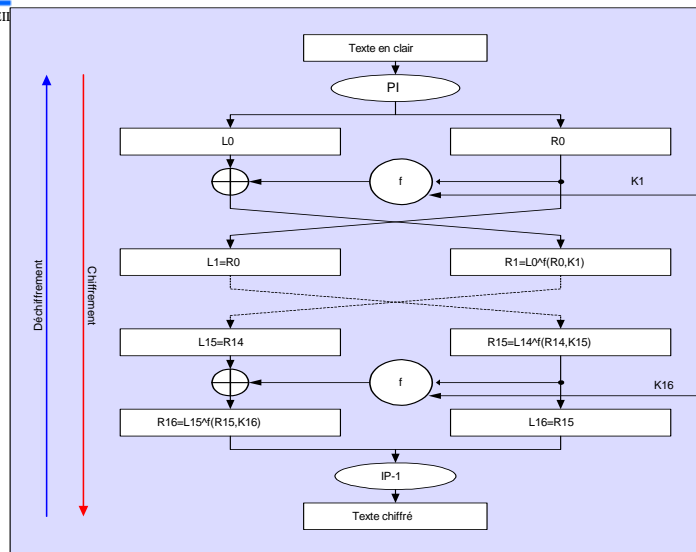 Texte en clair
PI
L0
R0
f
K1
L1=R0
R1=L0^f(R0,K1)
Déchiffrement
Chiffrement
L15=R14
R15=L14^f(R14,K15)
f
K16
R16=L15^f(R15,K16)
L16=R15
IP-1
Texte chiffré